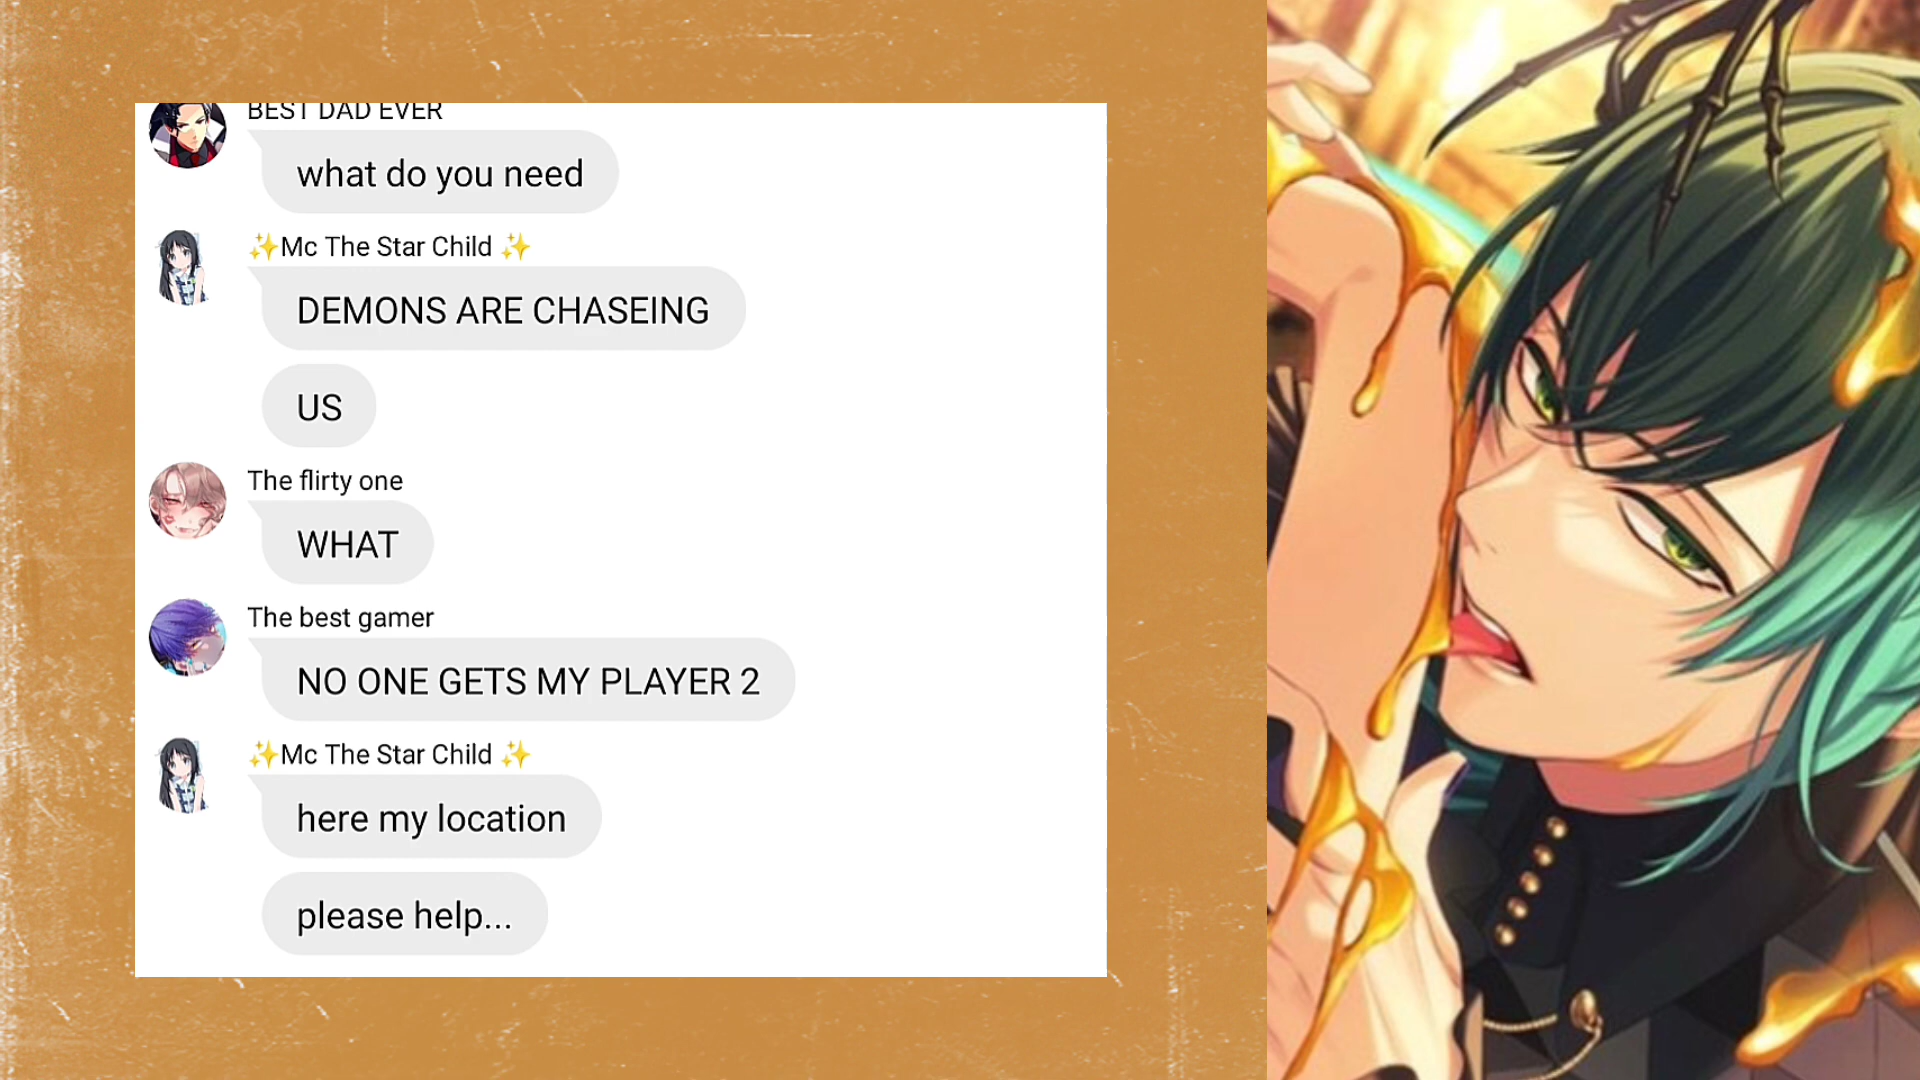 BEST DAD EVER
what do you need
✨Mc The Star Child ✨
DEMONS ARE CHASEING
US
The flirty one
WHAT
The best gamer
NO ONE GETS MY PLAYER 2
✨Mc The Star Child ✨
here my location
please help...